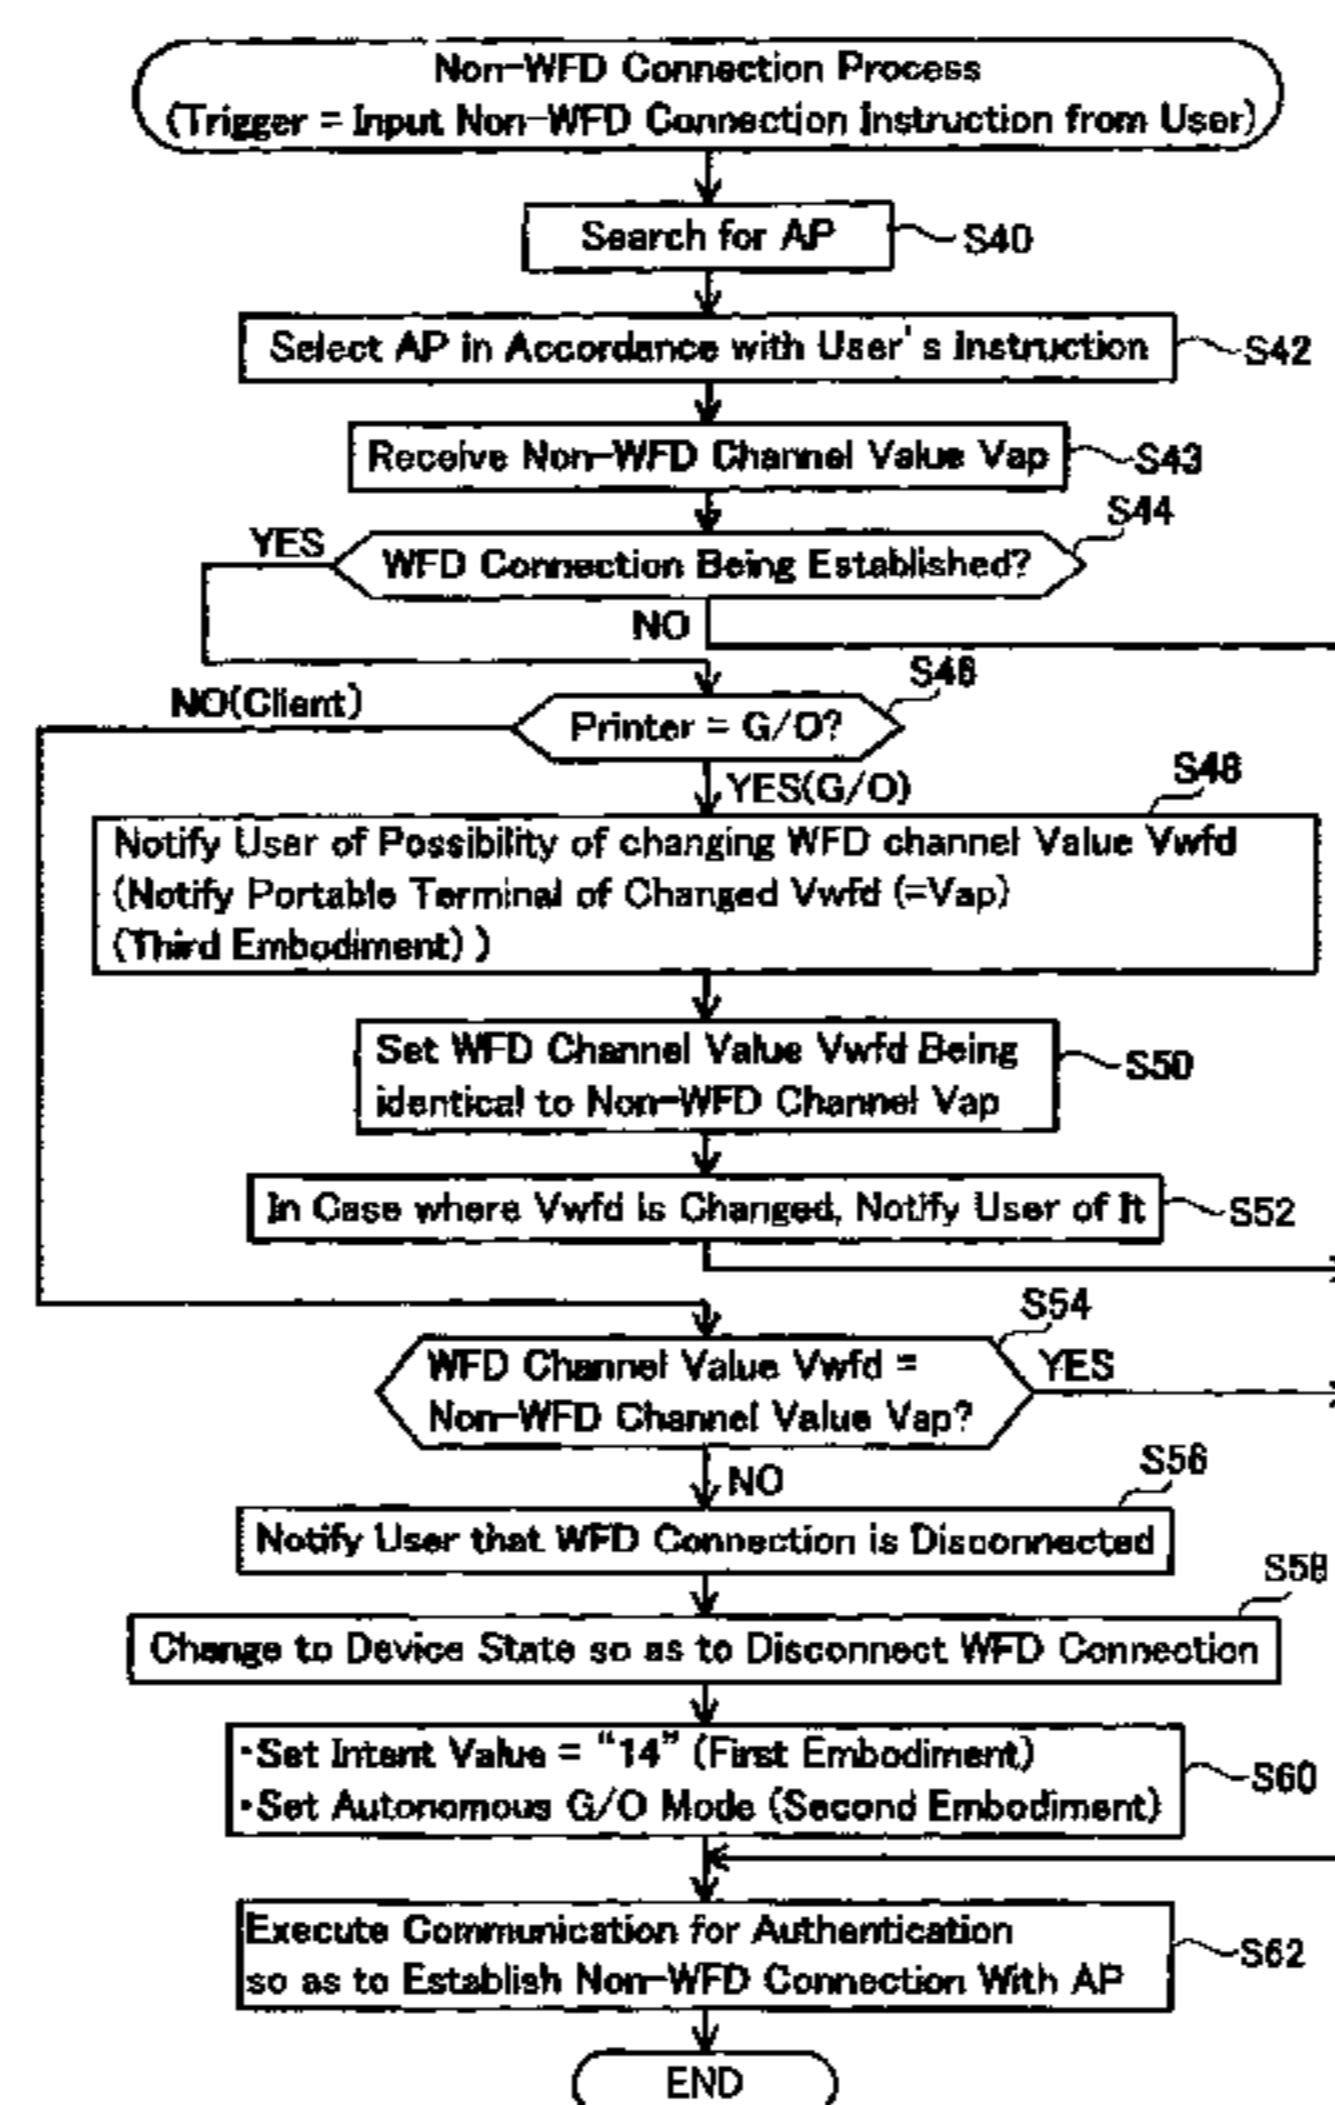 Non-WFD Connection Process
(Trigger = Input Non-WFD Connection Instruction from User)
Search for AP
S40
Select AP in Accordance with User's Instruction
S42
Receive Non-WFD Channel Value Vap
S43
S44
YES
WFD Connection Being Established?
NO
S46
NO(Client)
Printer = G/O?
YES(G/O)
S48
Notify User of Possibility of changing WFD channel Value Vwfd
(Notify Portable Terminal of Changed Vwfd (=Vap)
(Third Embodiment) )
Set WFD Channel Value Vwfd Being
identical to Non-WFD Channel Vap
S50
In Case where Vwfd is Changed, Notify User of It
S52
S54
WFD Channel Value Vwfd =
Non-WFD Channel Value Vap?
YES
NO
S56
Notify User that WFD Connection is Disconnected
S58
Change to Device State so as to Disconnect WFD Connection
・Set Intent Value = “14” (First Embodiment)
・Set Autonomous G/O Mode (Second Embodiment)
S60
Execute Communication for Authentication
so as to Establish Non-WFD Connection With AP
S62
END